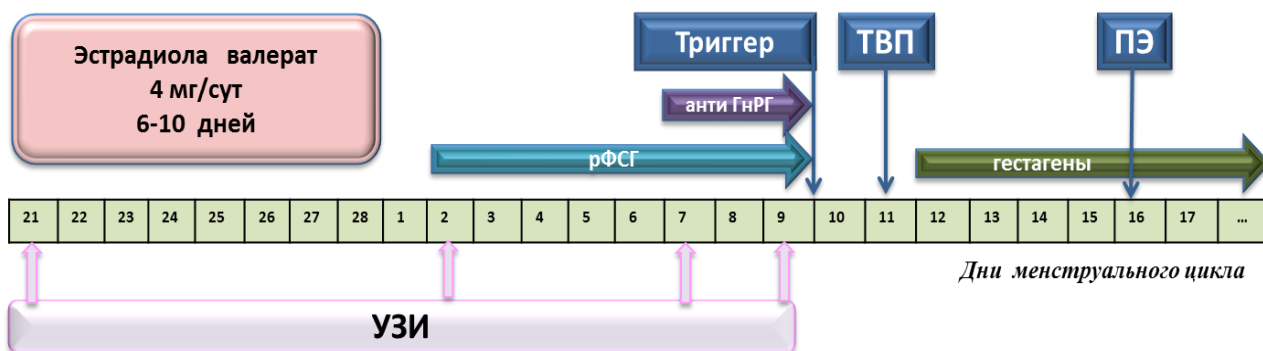 Эстрадиола валерат
4 мг/сут
6-10 дней
Триггер
ТВП
ПЭ
анти ГнРГ
рФСГ
гестагены
21 22 23 24 25 26 27 28 1 2 3 4 5 6 7 8 9 10 11 12 13 14 15 16 17 ...
Дни менструального цикла
УЗИ